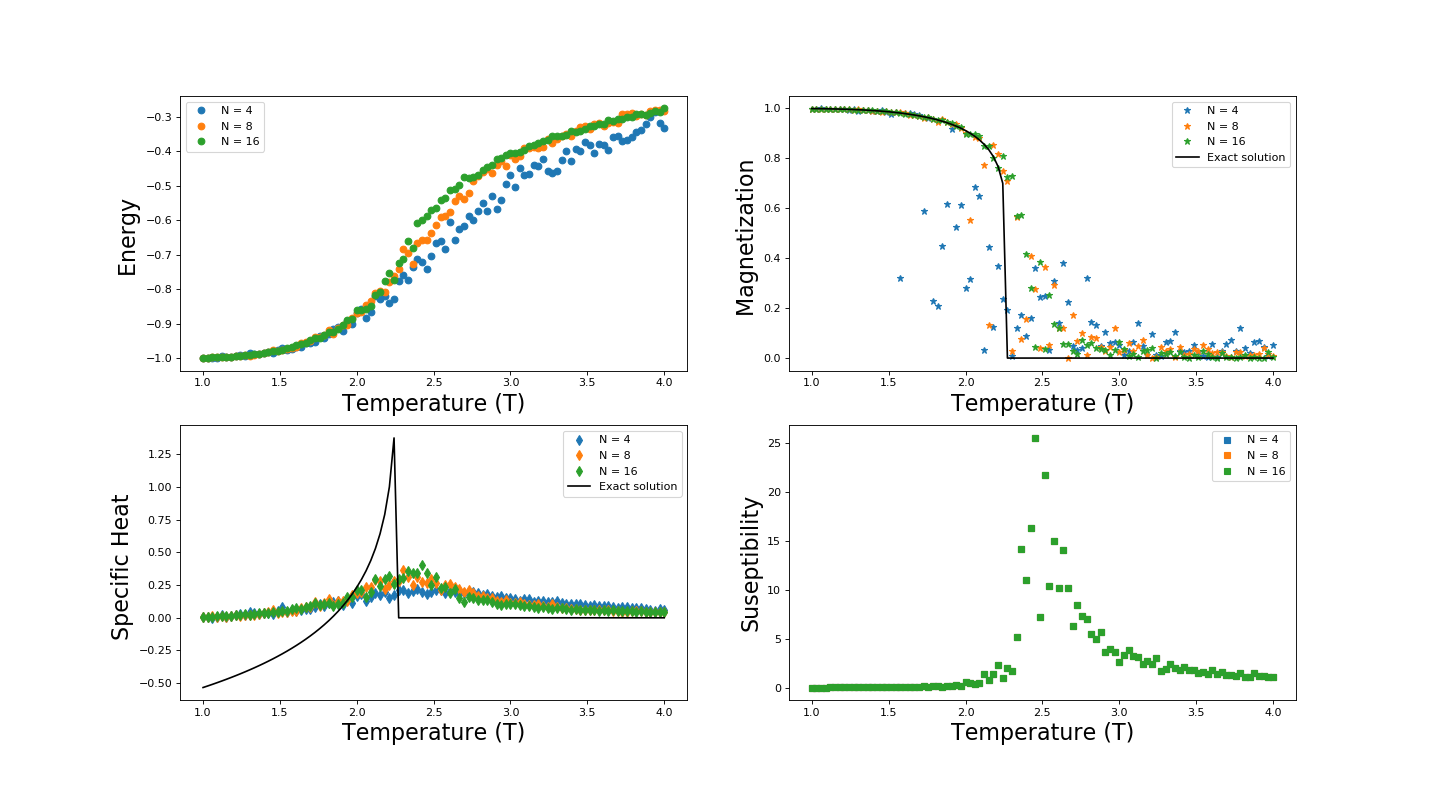 Energy
−0.3
−0.4
−0.5
−0.6
−0.7
−0.8
−0.9
−1.0
N = 4
N = 8
N = 16
1.0 1.5 2.0 2.5 3.0 3.5 4.0
Temperature (T)
Magnetization
1.0
0.8
0.6
0.4
0.2
0.0
N = 4
N = 8
N = 16
Exact solution
1.0 1.5 2.0 2.5 3.0 3.5 4.0
Temperature (T)
Specific Heat
1.25
1.00
0.75
0.50
0.25
0.00
−0.25
−0.50
N = 4
N = 8
N = 16
Exact solution
1.0 1.5 2.0 2.5 3.0 3.5 4.0
Temperature (T)
Suseptibility
25
20
15
10
5
0
N = 4
N = 8
N = 16
1.0 1.5 2.0 2.5 3.0 3.5 4.0
Temperature (T)